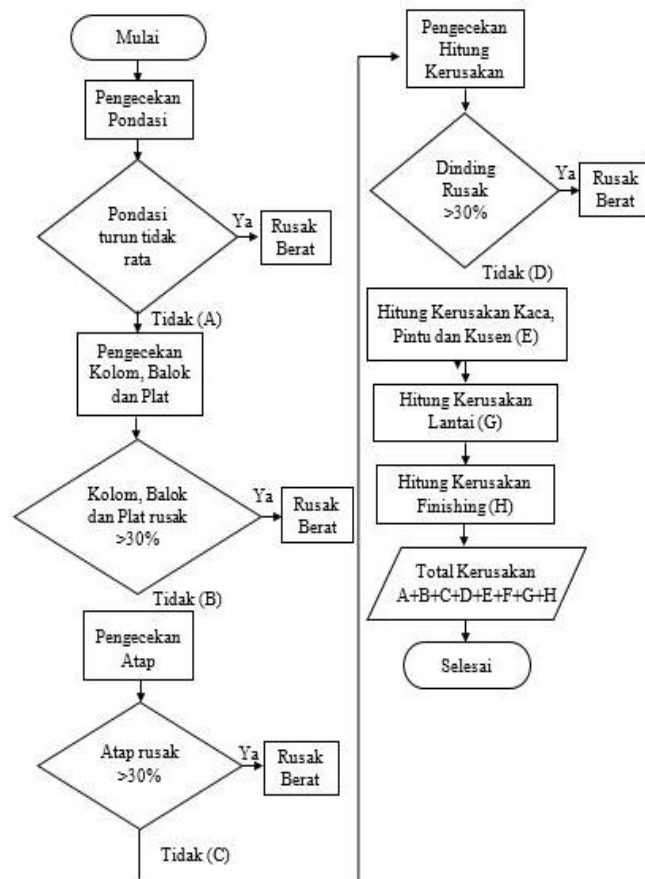 Mulai
Pengecekan
Pondasi
Pondasi
turun tidak
rata
Ya
Rusak
Berat
Tidak (A)
Pengecekan
Kolom, Balok
dan Plat
Kolom, Balok
dan Plat rusak
>30%
Ya
Rusak
Berat
Tidak (B)
Pengecekan
Atap
Atap rusak
>30%
Ya
Rusak
Berat
Tidak (C)
Pengecekan
Hitung
Kerusakan
Dinding
Rusak
>30%
Ya
Rusak
Berat
Tidak (D)
Hitung Kerusakan Kaca,
Pintu dan Kusen (E)
Hitung Kerusakan
Lantai (G)
Hitung Kerusakan
Finishing (H)
Total Kerusakan
A+B+C+D+E+F+G+H
Selesai